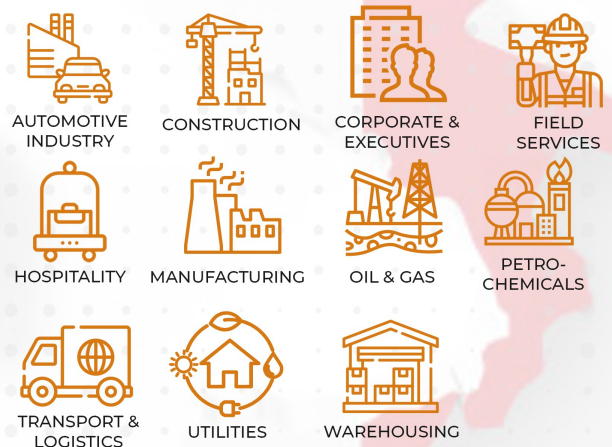 AUTOMOTIVE
INDUSTRY
CONSTRUCTION
CORPORATE &
EXECUTIVES
FIELD
SERVICES
HOSPITALITY
MANUFACTURING
OIL & GAS
PETRO-
CHEMICALS
TRANSPORT &
LOGISTICS
UTILITIES
WAREHOUSING